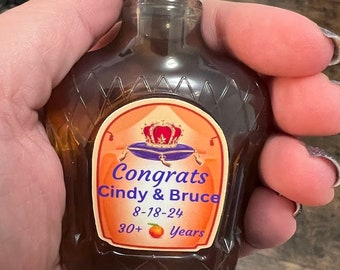 Congrats
Cindy & Bruce
8-18-24
30+ 🍑 Years